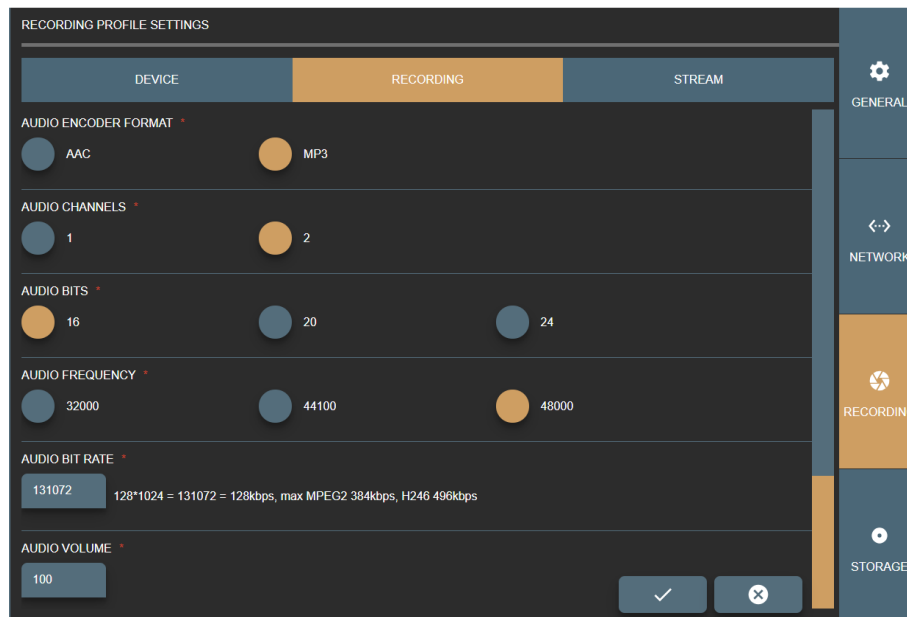 RECORDING PROFILE SETTINGS
DEVICE RECORDING STREAM
AUDIO ENCODER FORMAT *
AAC MP3
AUDIO CHANNELS *
1 2
AUDIO BITS *
16 20 24
AUDIO FREQUENCY *
32000 44100 48000
AUDIO BIT RATE *
131072 128*1024 = 131072 = 128kbps, max MPEG2 384kbps, H246 496kbps
AUDIO VOLUME *
100
GENERAL
NETWORK
RECORDIN
STORAGE